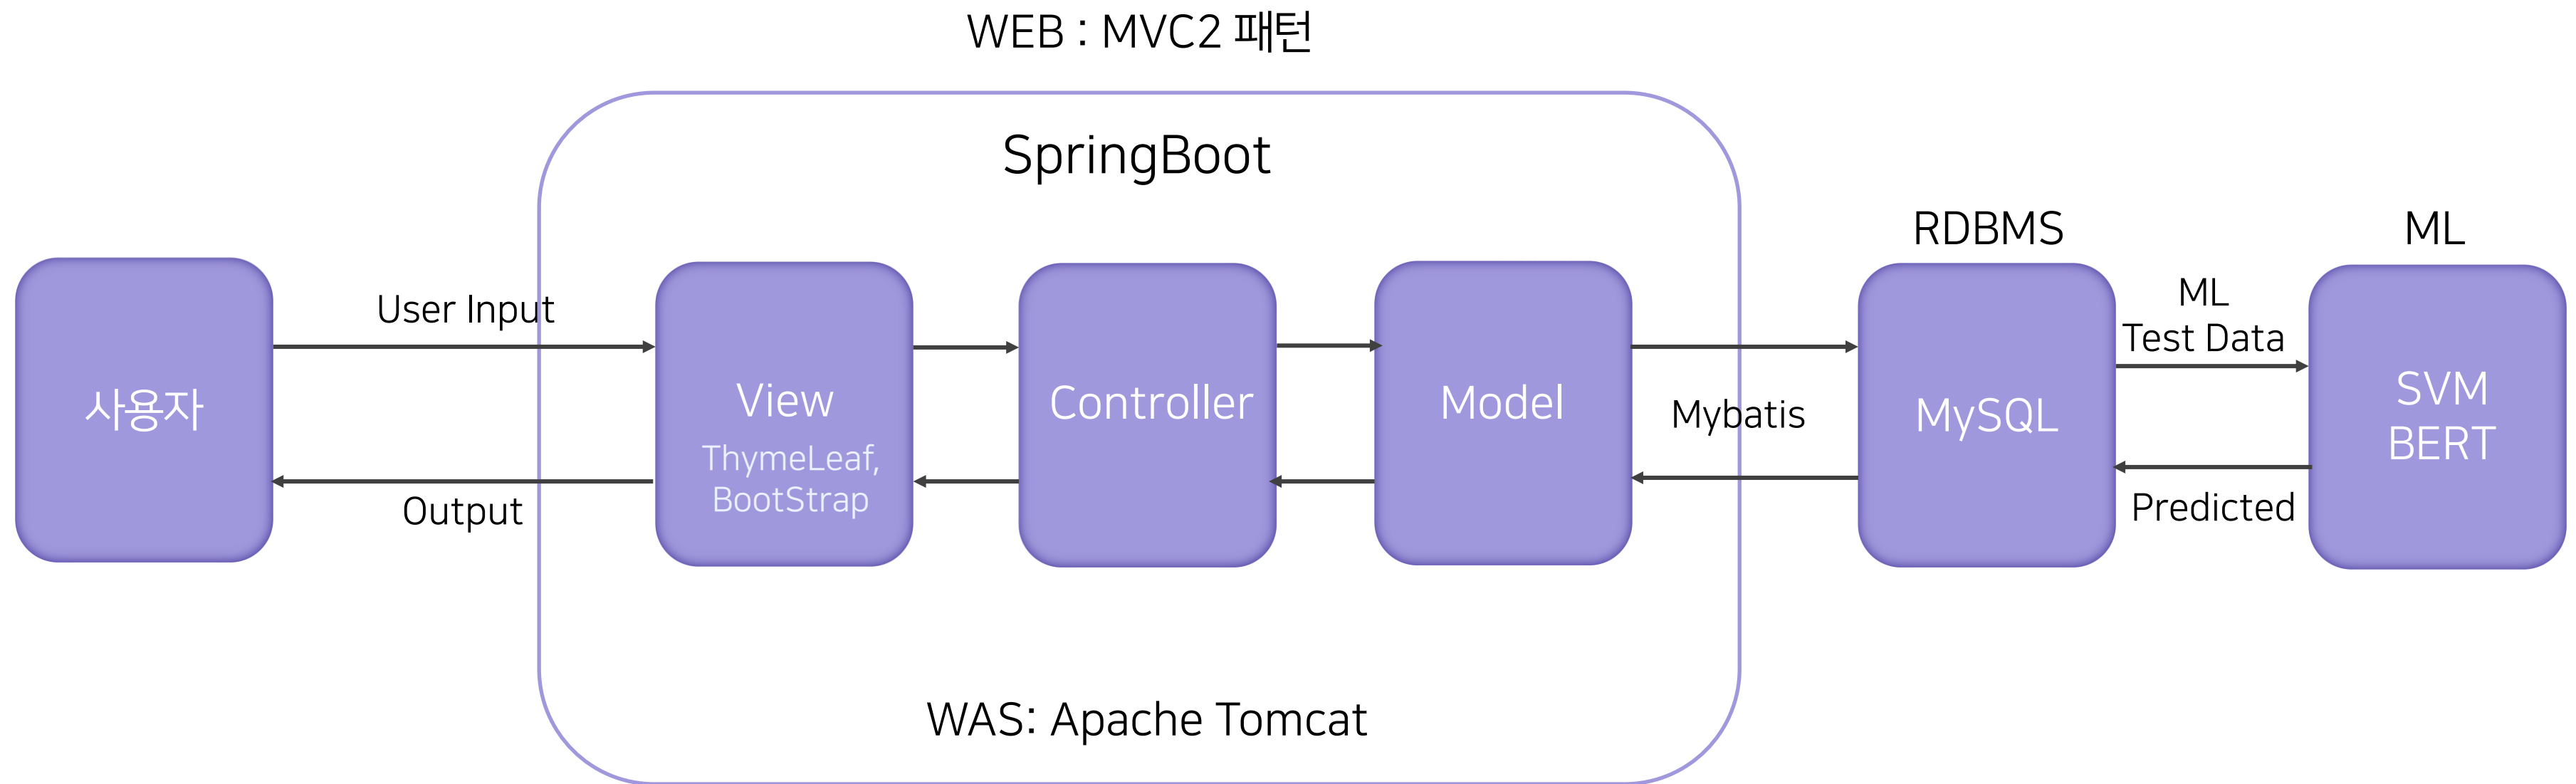 WEB : MVC2 패턴
SpringBoot
RDBMS
ML
User Input
ML
Test Data
사용자
View
ThymeLeaf,
BootStrap
Controller
Model
Mybatis
MySQL
SVM
BERT
Output
Predicted
WAS: Apache Tomcat